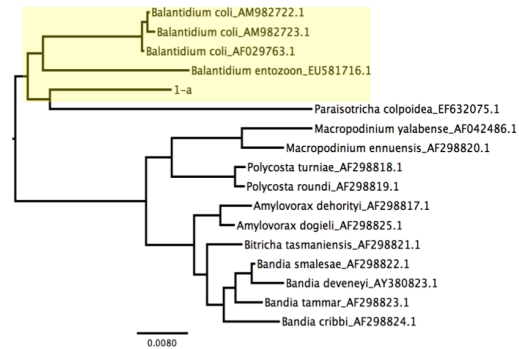 Balantidium coli_AM982722.1
Balantidium coli_AM982723.1
Balantidium coli_AF029763.1
Balantidium entozoon_EU581716.1
1-a
Paraisotricha colpoidea_EF632075.1
Macropodinium yalabense_AF042486.1
Macropodinium ennuensis_AF298820.1
Polycosta turniae_AF298818.1
Polycosta roundi_AF298819.1
Amylovorax dehorityi_AF298817.1
Amylovorax dogieli_AF298825.1
Bitricha tasmaniensis_AF298821.1
Bandia smalesae_AF298822.1
Bandia deveneyi_AY380823.1
Bandia tammar_AF298823.1
Bandia cribbi_AF298824.1
0.0080